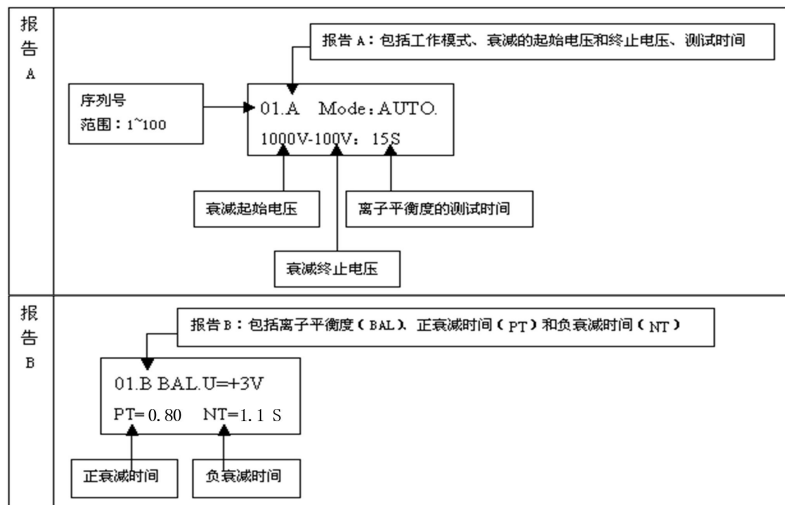 报
告
A
报告 A：包括工作模式、衰减的起始电压和终止电压、测试时间
序列号
范围：1~100
01.A Mode：AUTO.
1000V-100V：15S
衰减起始电压
离子平衡度的测试时间
衰减终止电压
报
告
B
报告 B：包括离子平衡度（BAL）、正衰减时间（PT）和负衰减时间（NT）
01.B BAL.U=+3V
PT=0.80 NT=1.1 S
正衰减时间
负衰减时间